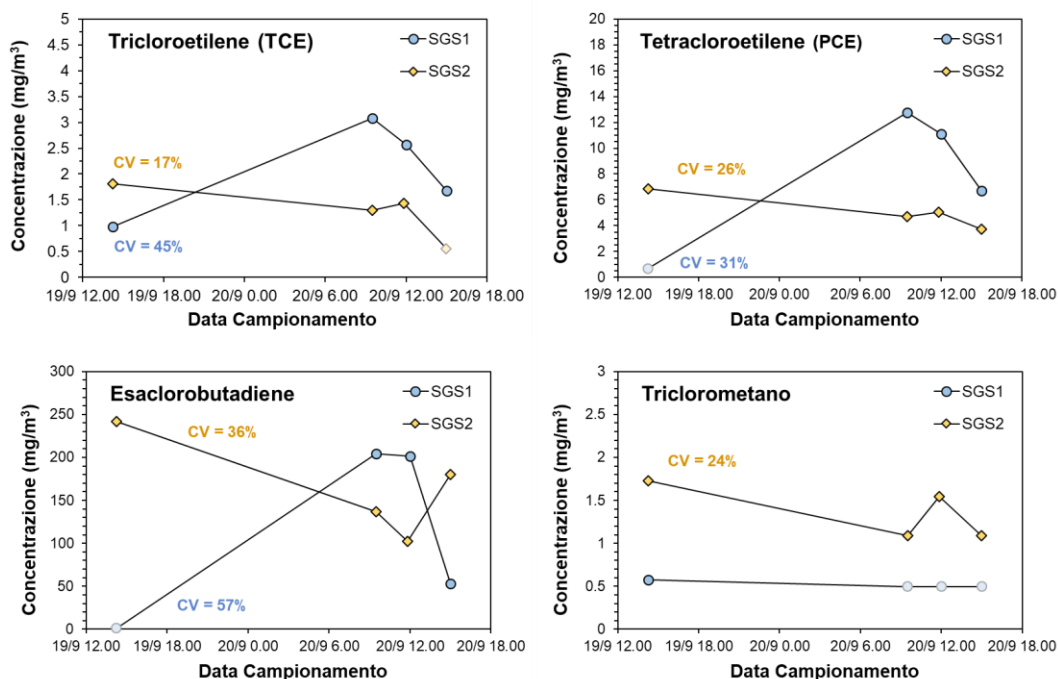 Tricloroetilene (TCE)
SGS1
SGS2
CV = 17%
CV = 45%
Concentrazione (mg/m³)
5
4.5
4
3.5
3
2.5
2
1.5
1
0.5
0
19/9 12.00 19/9 18.00 20/9 0.00 20/9 6.00 20/9 12.00 20/9 18.00
Data Campionamento
Tetracloroetilene (PCE)
SGS1
SGS2
CV = 26%
CV = 31%
Concentrazione (mg/m³)
20
18
16
14
12
10
8
6
4
2
0
19/9 12.00 19/9 18.00 20/9 0.00 20/9 6.00 20/9 12.00 20/9 18.00
Data Campionamento
Esaclorobutadiene
SGS1
SGS2
CV = 36%
CV = 57%
Concentrazione (mg/m³)
300
250
200
150
100
50
0
19/9 12.00 19/9 18.00 20/9 0.00 20/9 6.00 20/9 12.00 20/9 18.00
Data Campionamento
Triclorometano
SGS1
SGS2
CV = 24%
Concentrazione (mg/m³)
3
2.5
2
1.5
1
0.5
0
19/9 12.00 19/9 18.00 20/9 0.00 20/9 6.00 20/9 12.00 20/9 18.00
Data Campionamento